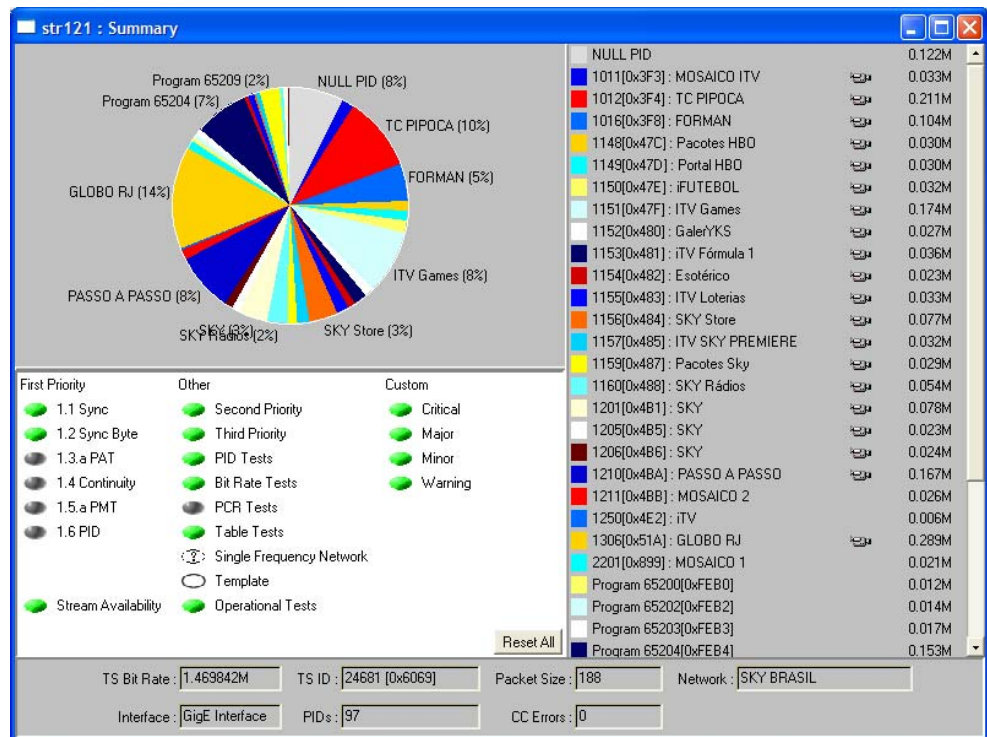 str121 : Summary
Program 65209 (2%)
NULL PID (8%)
Program 65204 (7%)
TC PIPOCA (10%)
FORMAN (5%)
GLOBO RJ (14%)
ITV Games (8%)
PASSO A PASSO (8%)
SKY (3%)
SKY Rádios (2%)
SKY Store (3%)
NULL PID 0.122M
1011[0x3F3] : MOSAICO ITV 0.033M
1012[0x3F4] : TC PIPOCA 0.211M
1016[0x3F8] : FORMAN 0.104M
1148[0x47C] : Pacotes HBO 0.030M
1149[0x47D] : Portal HBO 0.030M
1150[0x47E] : iFUTEBOL 0.032M
1151[0x47F] : ITV Games 0.174M
1152[0x480] : GalerYKS 0.027M
1153[0x481] : iTV Fórmula 1 0.036M
1154[0x482] : Esotérico 0.023M
1155[0x483] : ITV Loterias 0.033M
1156[0x484] : SKY Store 0.077M
1157[0x485] : ITV SKY PREMIERE 0.032M
1159[0x487] : Pacotes Sky 0.029M
1160[0x488] : SKY Rádios 0.054M
1201[0x4B1] : SKY 0.078M
1205[0x4B5] : SKY 0.023M
1206[0x4B6] : SKY 0.024M
1210[0x4BA] : PASSO A PASSO 0.167M
1211[0x4BB] : MOSAICO 2 0.026M
1250[0x4E2] : iTV 0.006M
1306[0x51A] : GLOBO RJ 0.289M
2201[0x899] : MOSAICO 1 0.021M
Program 65200[0xFEB0] 0.012M
Program 65202[0xFEB2] 0.014M
Program 65203[0xFEB3] 0.017M
Program 65204[0xFEB4] 0.153M
First Priority Other Custom
1.1 Sync Second Priority Critical
1.2 Sync Byte Third Priority Major
1.3.a PAT PID Tests Minor
1.4 Continuity Bit Rate Tests Warning
1.5.a PMT PCR Tests
1.6 PID Table Tests
(?) Single Frequency Network
Template
Stream Availability Operational Tests
Reset All
TS Bit Rate : 1.469842M TS ID : 24681 [0x6069] Packet Size : 188 Network : SKY BRASIL
Interface : GigE Interface PIDs : 97 CC Errors : 0